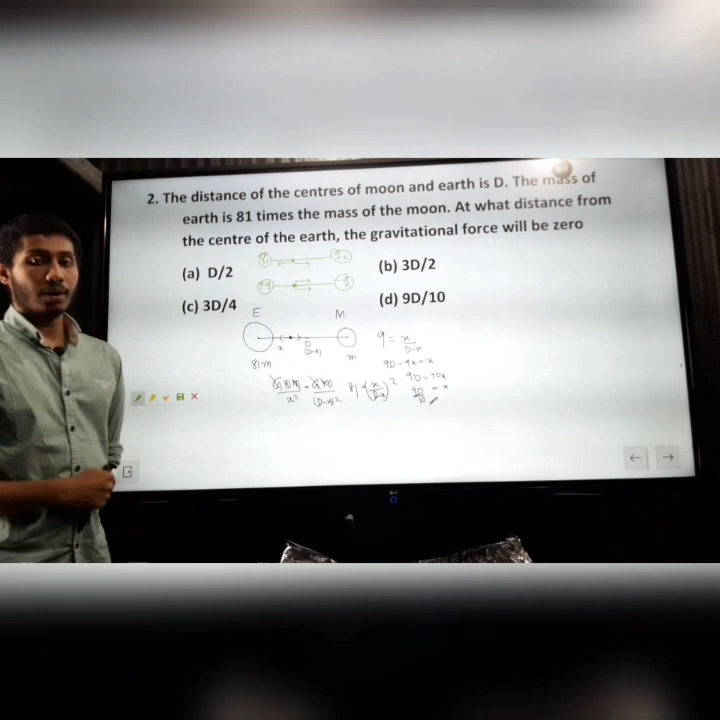 2. The distance of the centres of moon and earth is D. The mass of
earth is 81 times the mass of the moon. At what distance from
the centre of the earth, the gravitational force will be zero
(a) D/2
(b) 3D/2
(c) 3D/4
(d) 9D/10
E M
x D
(D-x)
81m m
9 = x/D-x
9D-9x=x
9D=10x
9D/10 = x
81 = (x/D-x)²